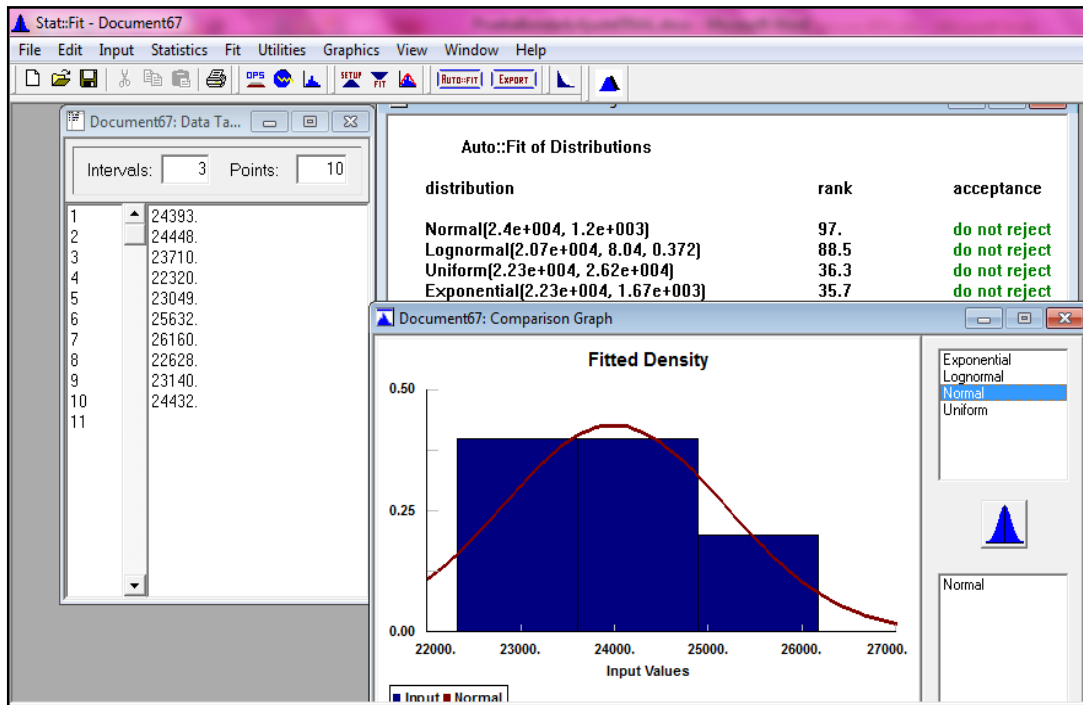 Stat::Fit - Document67
File Edit Input Statistics Fit Utilities Graphics View Window Help
OPS
SETUP
FIT
AUTO::FIT
EXPORT
Document67: Data Ta...
Intervals: 3 Points: 10
1 24393.
2 24448.
3 23710.
4 22320.
5 23049.
6 25632.
7 26160.
8 22628.
9 23140.
10 24432.
11
Auto::Fit of Distributions
distribution rank acceptance
Normal(2.4e+004, 1.2e+003) 97. do not reject
Lognormal(2.07e+004, 8.04, 0.372) 88.5 do not reject
Uniform(2.23e+004, 2.62e+004) 36.3 do not reject
Exponential(2.23e+004, 1.67e+003) 35.7 do not reject
Document67: Comparison Graph
Fitted Density
0.50
0.25
0.00
22000. 23000. 24000. 25000. 26000. 27000.
Input Values
Input Normal
Exponential
Lognormal
Normal
Uniform
Normal